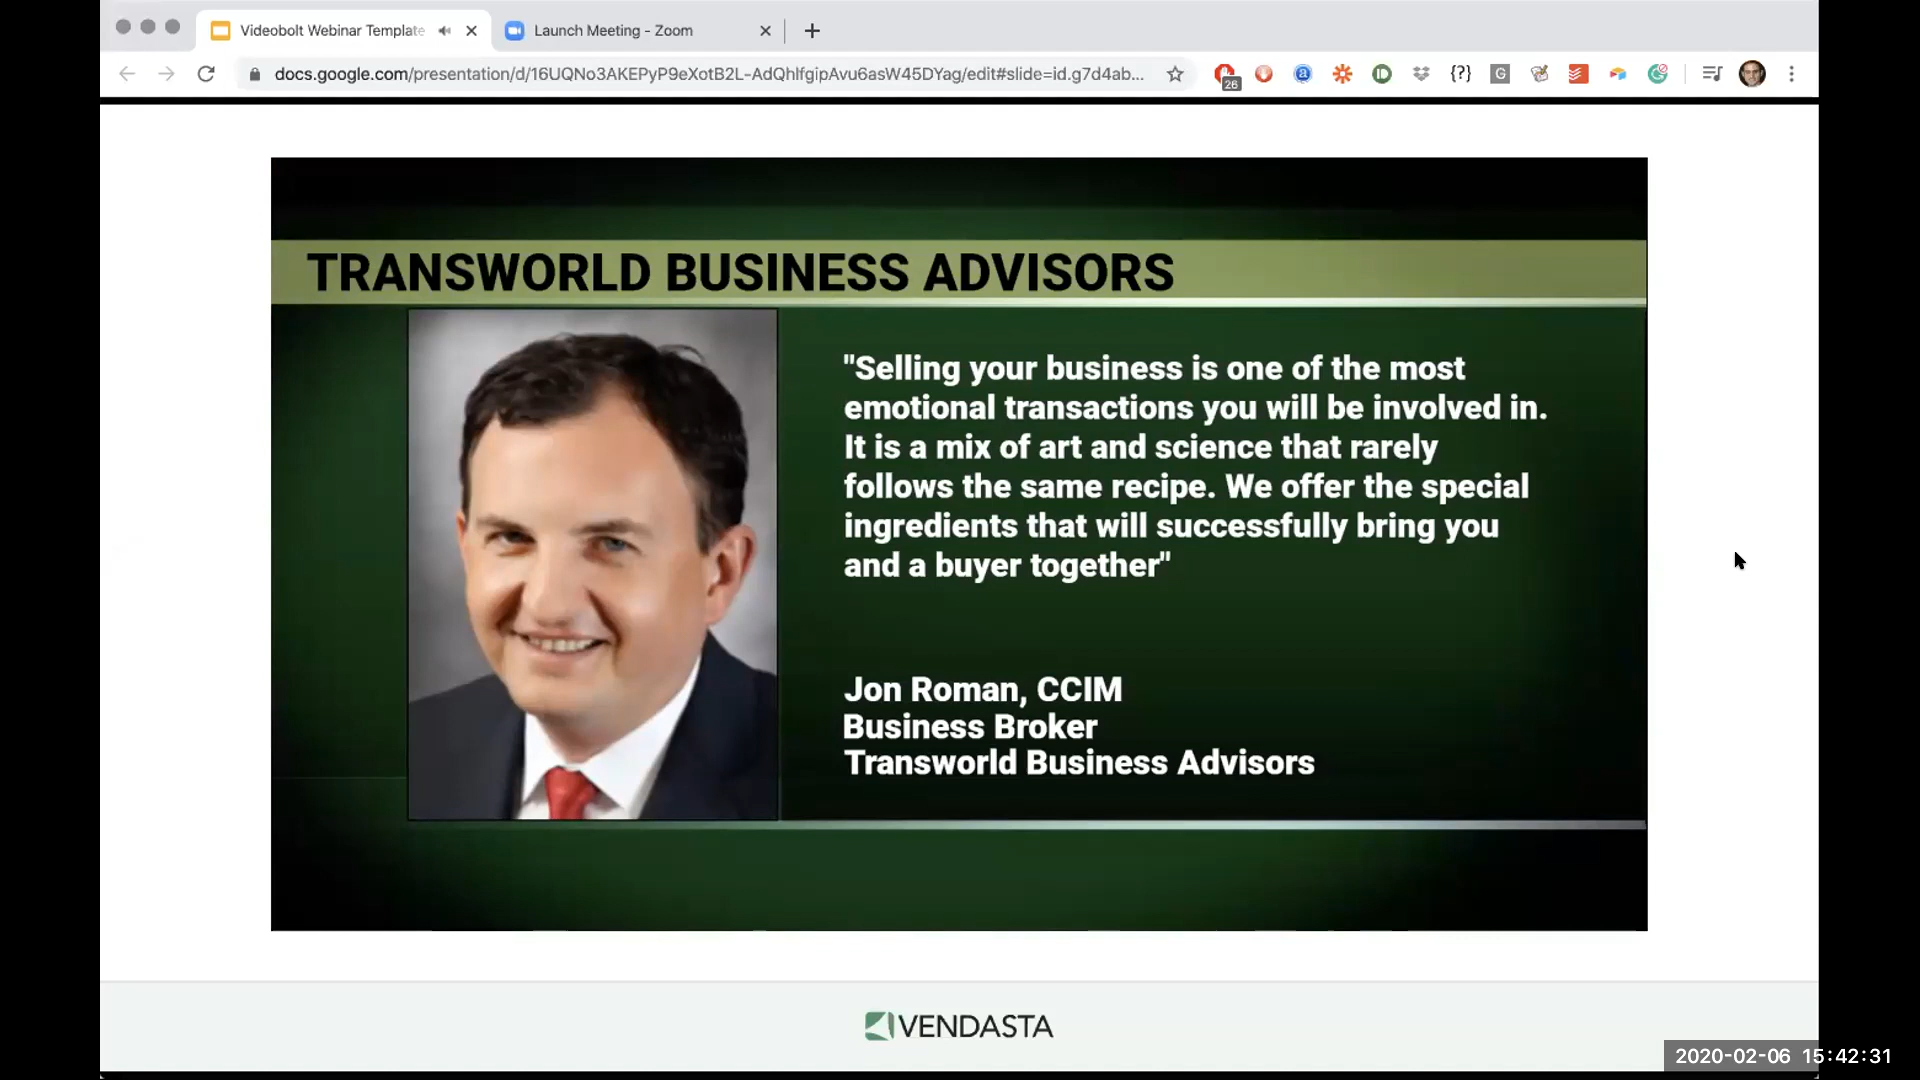 Videobolt Webinar Template
Launch Meeting - Zoom
docs.google.com/presentation/d/16UQNo3AKEPyP9eXotB2L-AdQhlfgipAvu6asW45DYag/edit#slide=id.g7d4ab...
26
TRANSWORLD BUSINESS ADVISORS
"Selling your business is one of the most
emotional transactions you will be involved in.
It is a mix of art and science that rarely
follows the same recipe. We offer the special
ingredients that will successfully bring you
and a buyer together"
Jon Roman, CCIM
Business Broker
Transworld Business Advisors
VENDASTA
2020-02-06 15:42:31